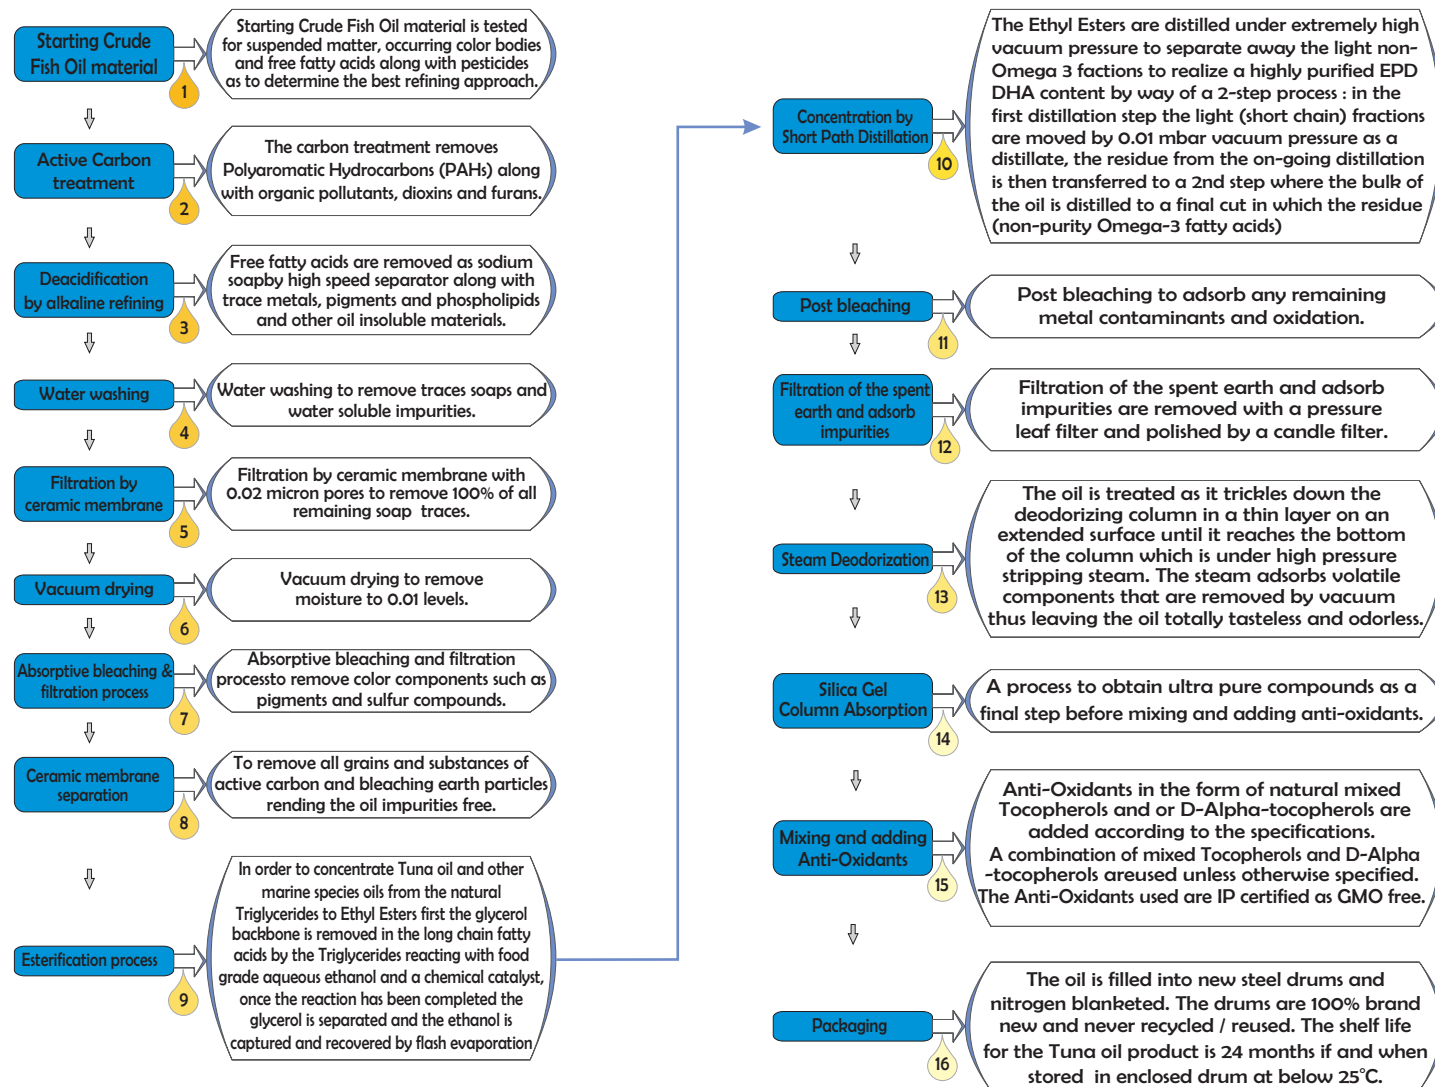 Starting Crude
Fish Oil material
1
Starting Crude Fish Oil material is tested
for suspended matter, occurring color bodies
and free fatty acids along with pesticides
as to determine the best refining approach.
Active Carbon
treatment
2
The carbon treatment removes
Polyaromatic Hydrocarbons (PAHs) along
with organic pollutants, dioxins and furans.
Deacidification
by alkaline refining
3
Free fatty acids are removed as sodium
soapby high speed separator along with
trace metals, pigments and phospholipids
and other oil insoluble materials.
Water washing
4
Water washing to remove traces soaps and
water soluble impurities.
Filtration by
ceramic membrane
5
Filtration by ceramic membrane with
0.02 micron pores to remove 100% of all
remaining soap traces.
Vacuum drying
6
Vacuum drying to remove
moisture to 0.01 levels.
Absorptive bleaching &
filtration process
7
Absorptive bleaching and filtration
processto remove color components such as
pigments and sulfur compounds.
Ceramic membrane
separation
8
To remove all grains and substances of
active carbon and bleaching earth particles
rending the oil impurities free.
Esterification process
9
In order to concentrate Tuna oil and other
marine species oils from the natural
Triglycerides to Ethyl Esters first the glycerol
backbone is removed in the long chain fatty
acids by the Triglycerides reacting with food
grade aqueous ethanol and a chemical catalyst,
once the reaction has been completed the
glycerol is separated and the ethanol is
captured and recovered by flash evaporation
Concentration by
Short Path Distillation
10
The Ethyl Esters are distilled under extremely high
vacuum pressure to separate away the light non-
Omega 3 factions to realize a highly purified EPD
DHA content by way of a 2-step process : in the
first distillation step the light (short chain) fractions
are moved by 0.01 mbar vacuum pressure as a
distillate, the residue from the on-going distillation
is then transferred to a 2nd step where the bulk of
the oil is distilled to a final cut in which the residue
(non-purity Omega-3 fatty acids)
Post bleaching
11
Post bleaching to adsorb any remaining
metal contaminants and oxidation.
Filtration of the spent
earth and adsorb
impurities
12
Filtration of the spent earth and adsorb
impurities are removed with a pressure
leaf filter and polished by a candle filter.
Steam Deodorization
13
The oil is treated as it trickles down the
deodorizing column in a thin layer on an
extended surface until it reaches the bottom
of the column which is under high pressure
stripping steam. The steam adsorbs volatile
components that are removed by vacuum
thus leaving the oil totally tasteless and odorless.
Silica Gel
Column Absorption
14
A process to obtain ultra pure compounds as a
final step before mixing and adding anti-oxidants.
Mixing and adding
Anti-Oxidants
15
Anti-Oxidants in the form of natural mixed
Tocopherols and or D-Alpha-tocopherols are
added according to the specifications.
A combination of mixed Tocopherols and D-Alpha
-tocopherols areused unless otherwise specified.
The Anti-Oxidants used are IP certified as GMO free.
Packaging
16
The oil is filled into new steel drums and
nitrogen blanketed. The drums are 100% brand
new and never recycled / reused. The shelf life
for the Tuna oil product is 24 months if and when
stored in enclosed drum at below 25°C.